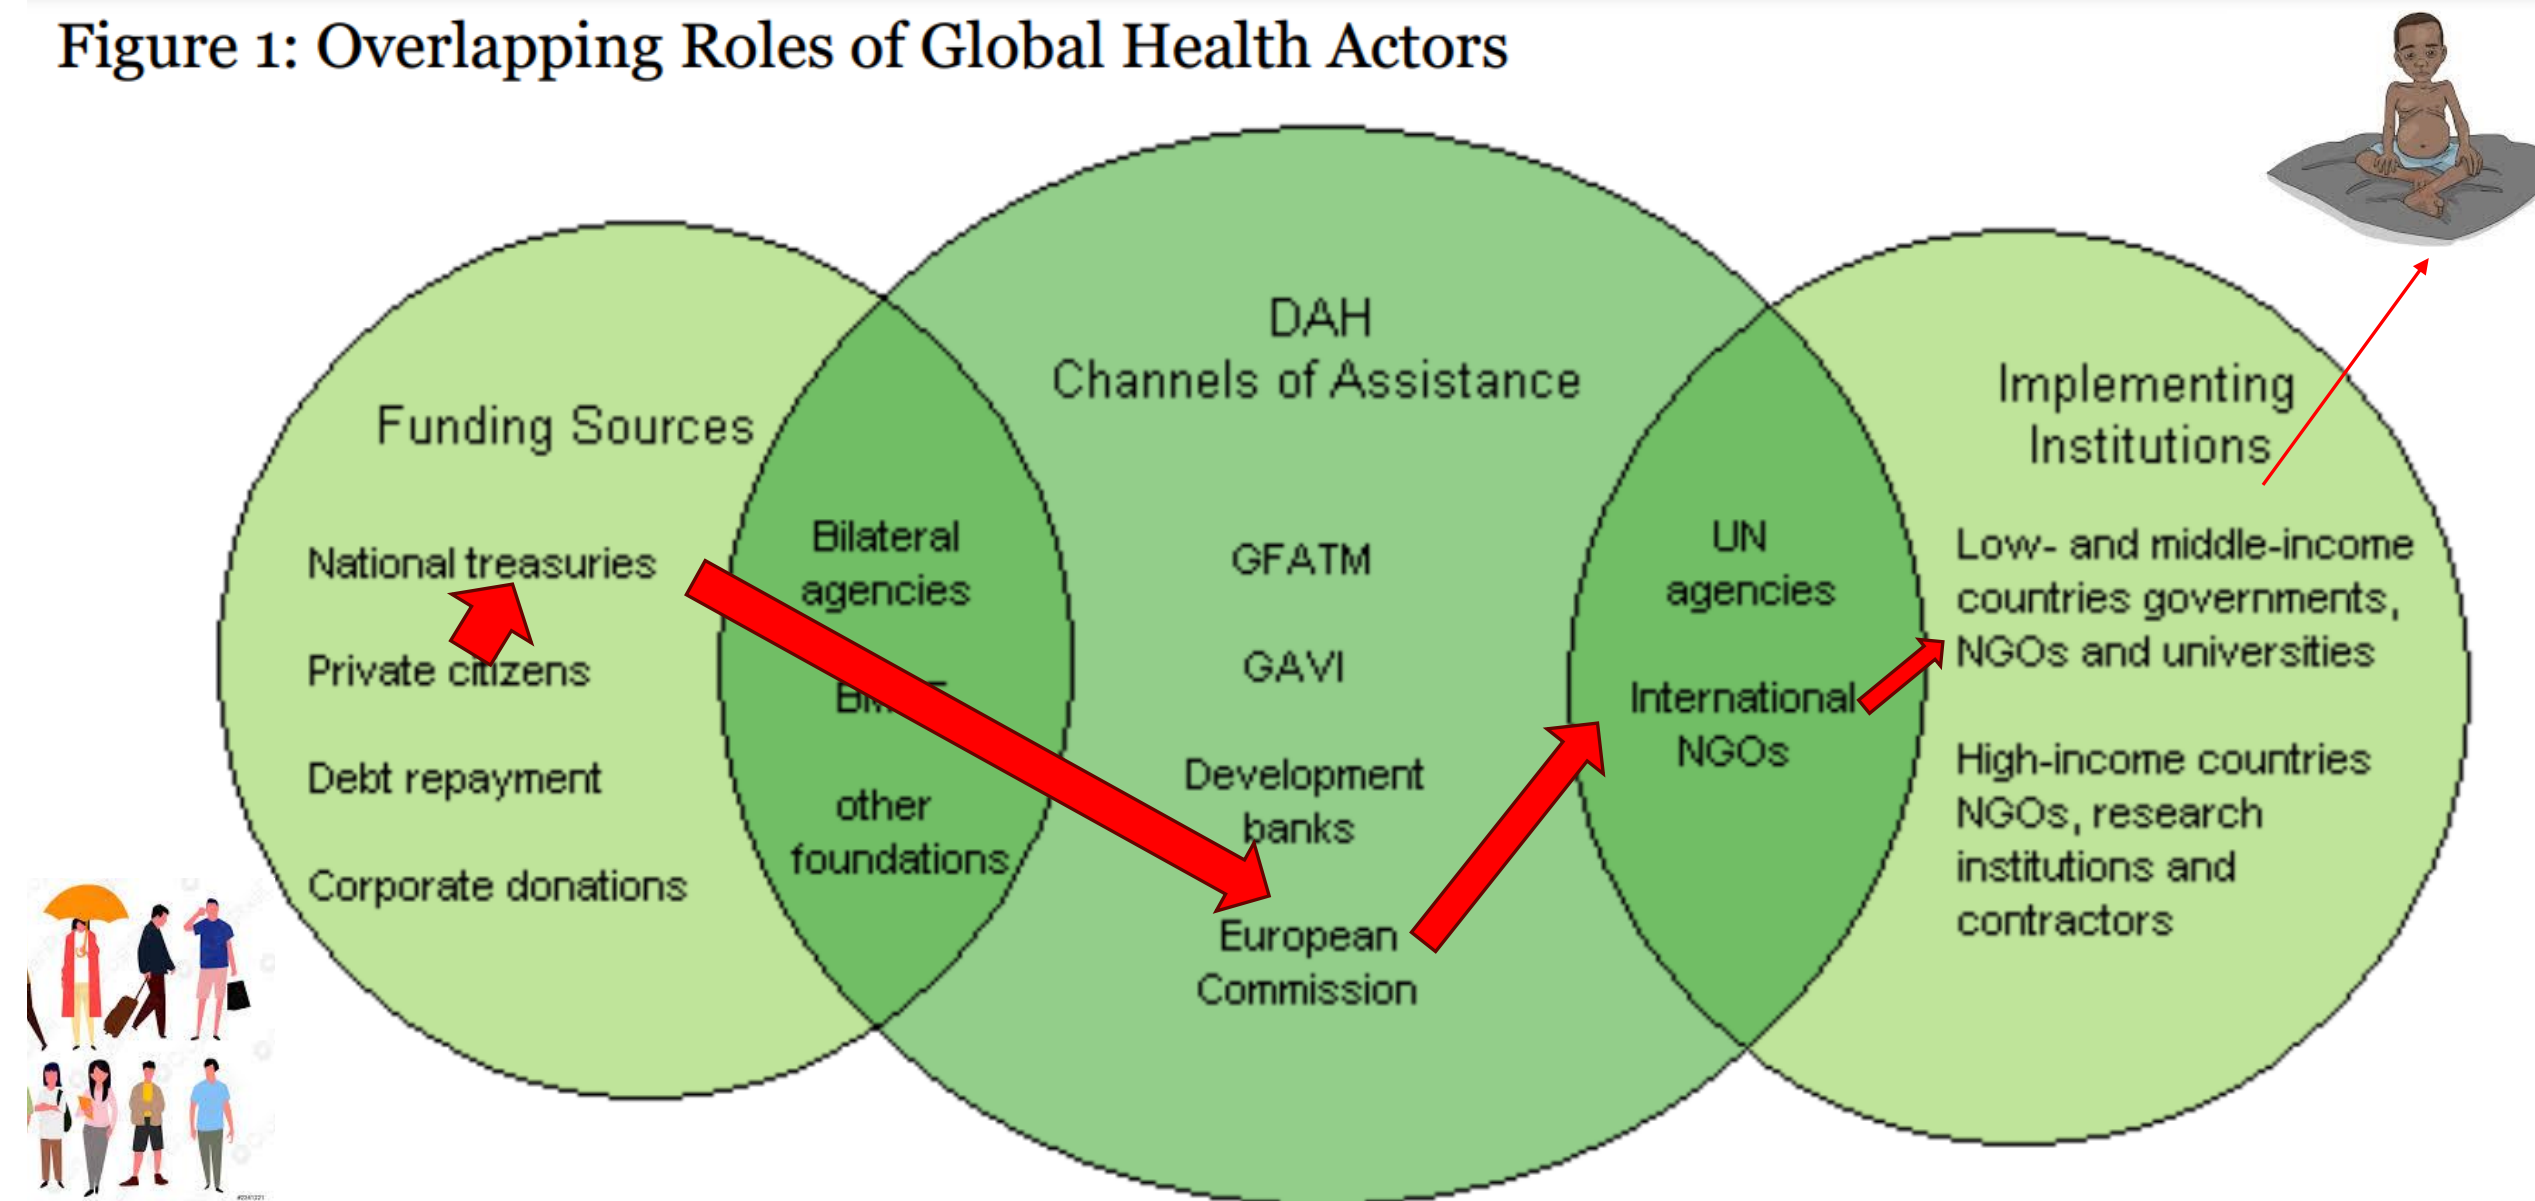 Figure 1: Overlapping Roles of Global Health Actors
Funding Sources
National treasuries
Private citizens
Debt repayment
Corporate donations
Bilateral
agencies
other
foundations
DAH
Channels of Assistance
GFATM
GAVI
Development
banks
European
Commission
UN
agencies
International
NGOs
Implementing
Institutions
Low- and middle-income
countries governments,
NGOs and universities
High-income countries
NGOs, research
institutions and
contractors